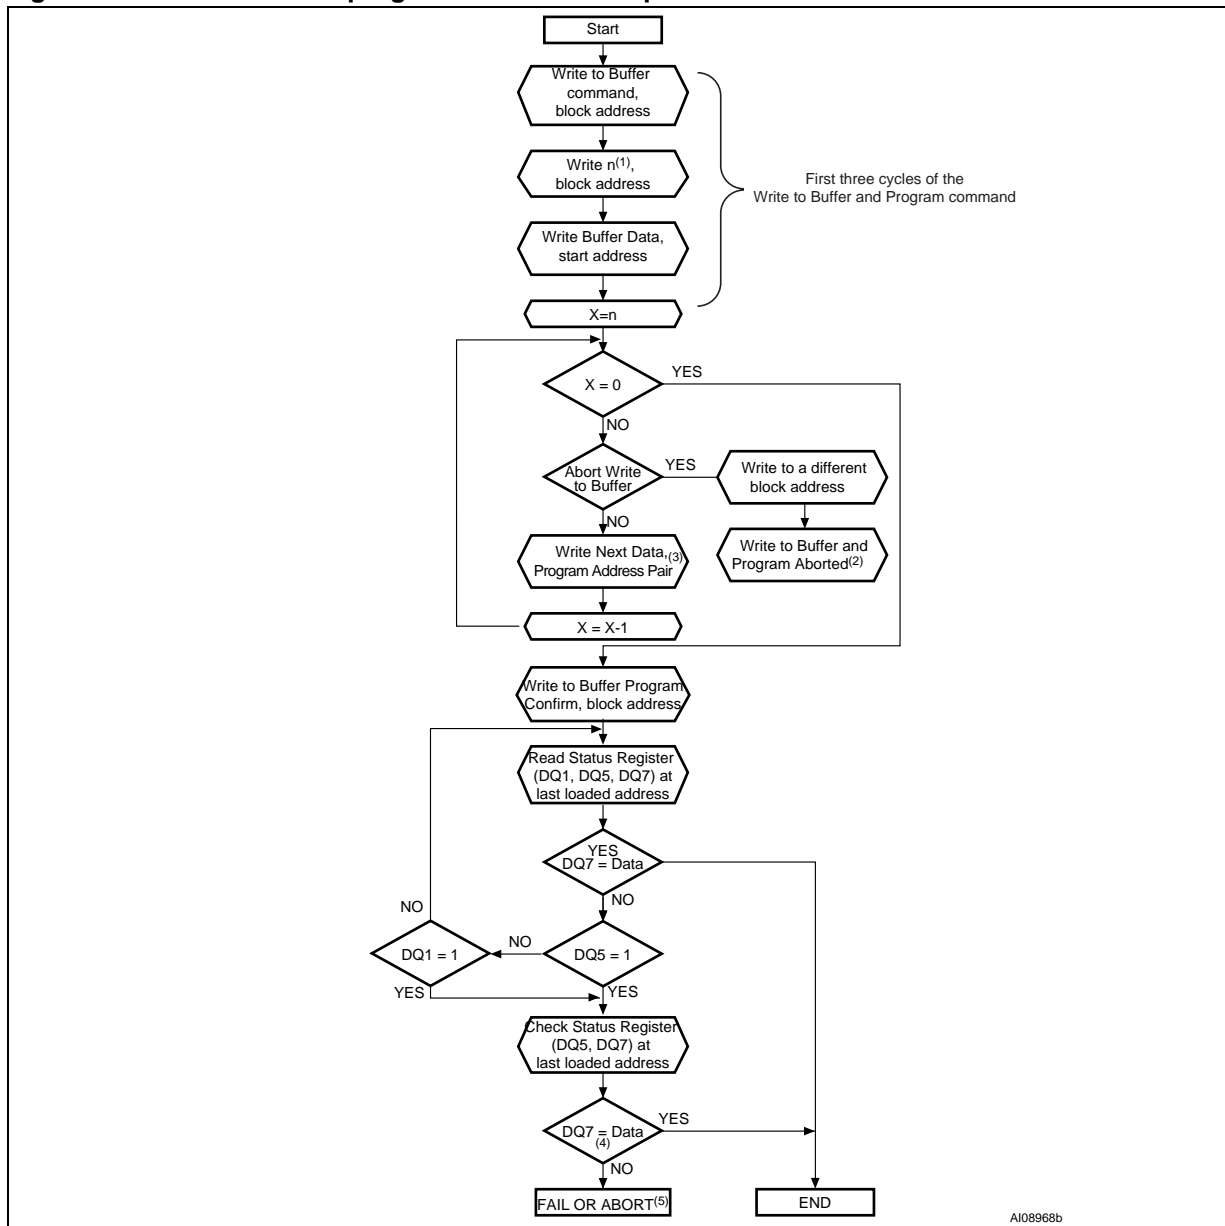 Start
Write to Buffer
command,
block address
Write n(1),
block address
First three cycles of the
Write to Buffer and Program command
Write Buffer Data,
start address
X=n
X = 0
YES
NO
Abort Write
to Buffer
YES
Write to a different
block address
NO
Write Next Data,(3)
Program Address Pair
Write to Buffer and
Program Aborted(2)
X = X-1
Write to Buffer Program
Confirm, block address
Read Status Register
(DQ1, DQ5, DQ7) at
last loaded address
YES
DQ7 = Data
NO
NO
DQ1 = 1
NO
DQ5 = 1
YES
YES
Check Status Register
(DQ5, DQ7) at
last loaded address
DQ7 = Data
(4)
YES
NO
FAIL OR ABORT(5)
END
AI08968b